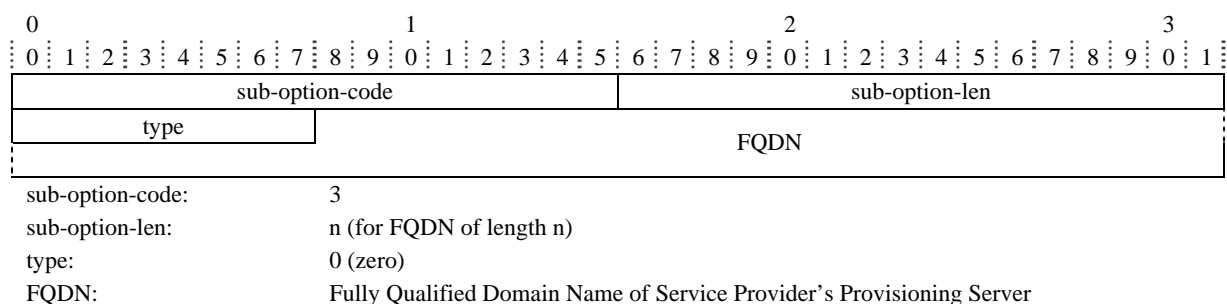 0 1 2 3
0 1 2 3 4 5 6 7 8 9 0 1 2 3 4 5 6 7 8 9 0 1 2 3 4 5 6 7 8 9 0 1
sub-option-code sub-option-len
type FQDN
sub-option-code: 3
sub-option-len: n (for FQDN of length n)
type: 0 (zero)
FQDN: Fully Qualified Domain Name of Service Provider’s Provisioning Server